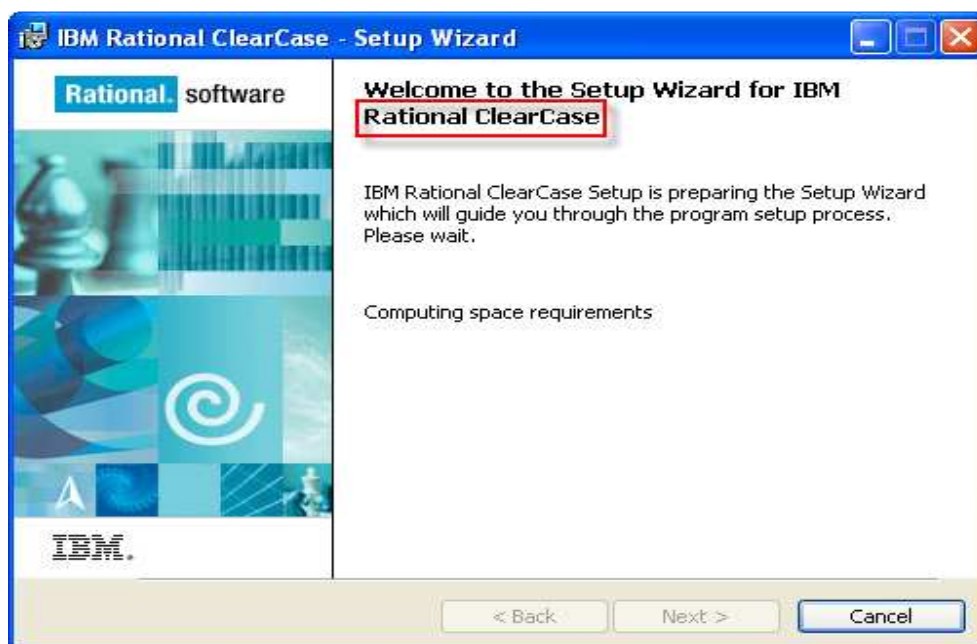 IBM Rational ClearCase - Setup Wizard
Rational. software
Welcome to the Setup Wizard for IBM
Rational ClearCase
IBM Rational ClearCase Setup is preparing the Setup Wizard
which will guide you through the program setup process.
Please wait.
Computing space requirements
IBM.
< Back
Next >
Cancel